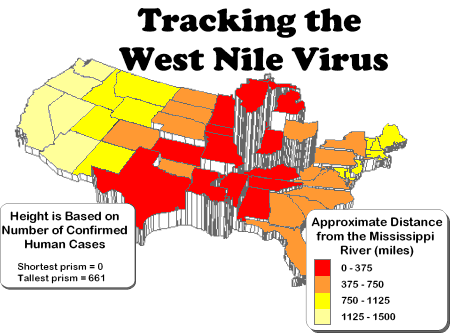 Tracking the
West Nile Virus
Height is Based on
Number of Confirmed
Human Cases
Shortest prism = 0
Tallest prism = 661
Approximate Distance
from the Mississippi
River (miles)
0 - 375
375 - 750
750 - 1125
1125 - 1500